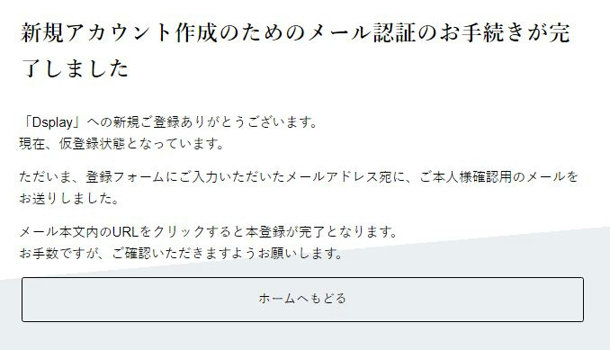 新規アカウント作成のためのメール認証のお手続きが完
了しました
「Dsplay」への新規ご登録ありがとうございます。
現在、仮登録状態となっています。
ただいま、登録フォームにご入力いただいたメールアドレス宛に、ご本人様確認用のメールを
お送りしました。
メール本文内のURLをクリックすると本登録が完了となります。
お手数ですが、ご確認いただきますようお願いします。
ホームへもどる